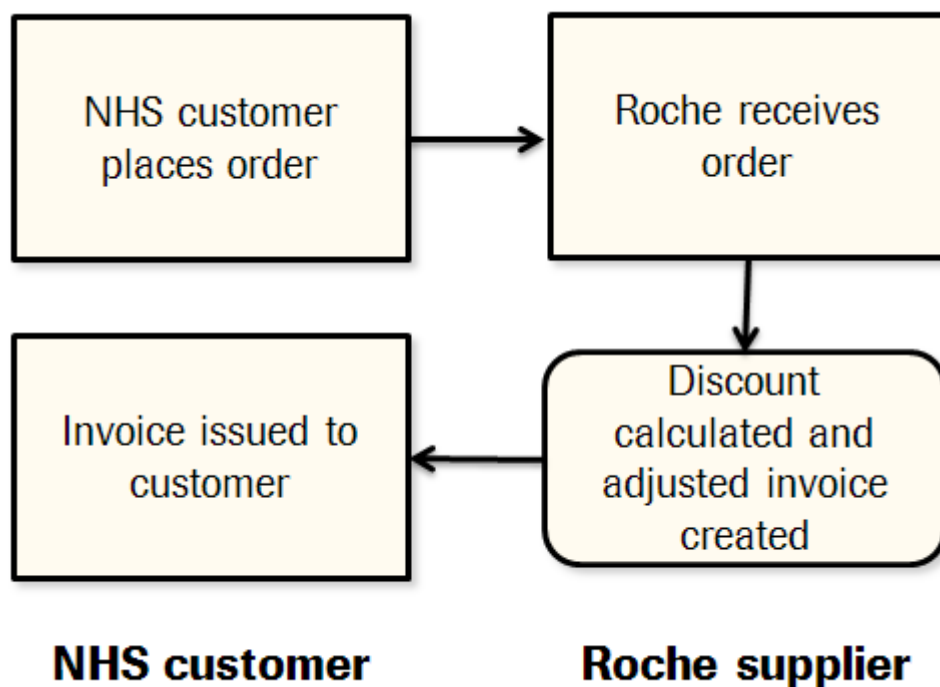 NHS customer
places order
Roche receives
order
Discount
calculated and
adjusted invoice
created
Invoice issued to
customer
NHS customer
Roche supplier